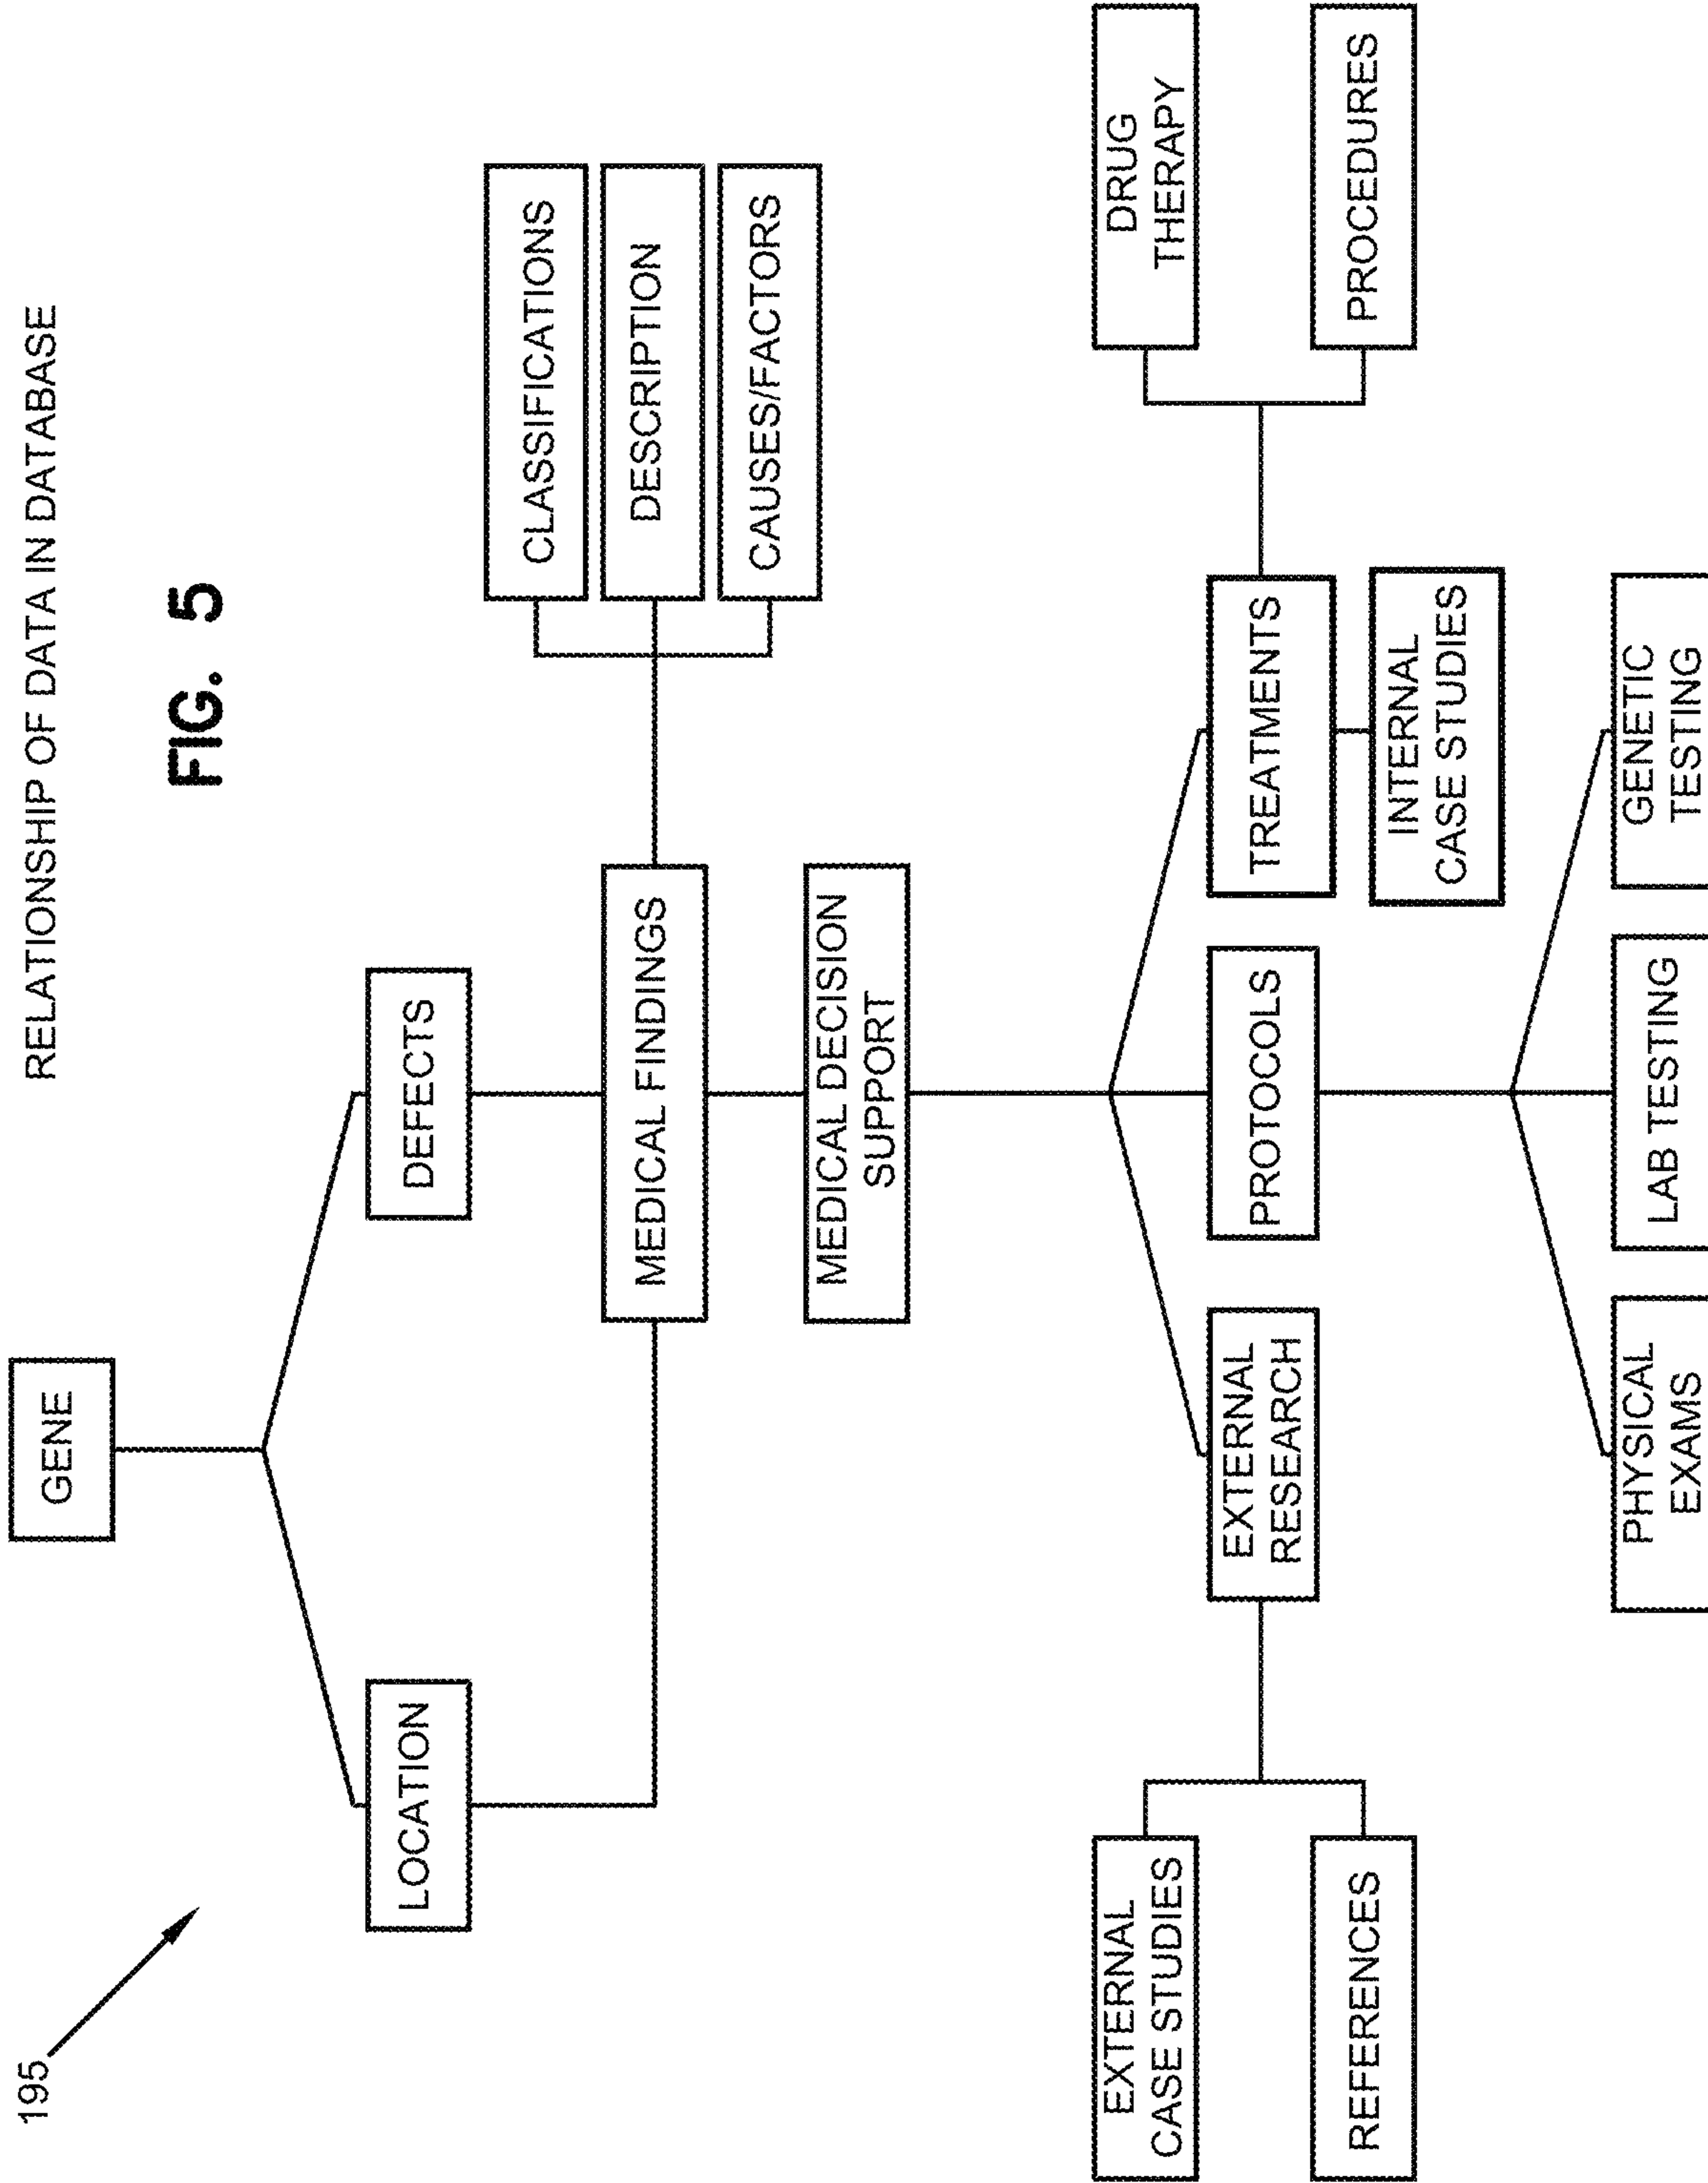 195
RELATIONSHIP OF DATA IN DATABASE
FIG. 5
GENE
LOCATION
DEFECTS
MEDICAL FINDINGS
CLASSIFICATIONS
DESCRIPTION
CAUSES/FACTORS
MEDICAL DECISION
SUPPORT
EXTERNAL
CASE STUDIES
REFERENCES
EXTERNAL
RESEARCH
PROTOCOLS
TREATMENTS
INTERNAL
CASE STUDIES
DRUG
THERAPY
PROCEDURES
PHYSICAL
EXAMS
LAB TESTING
GENETIC
TESTING